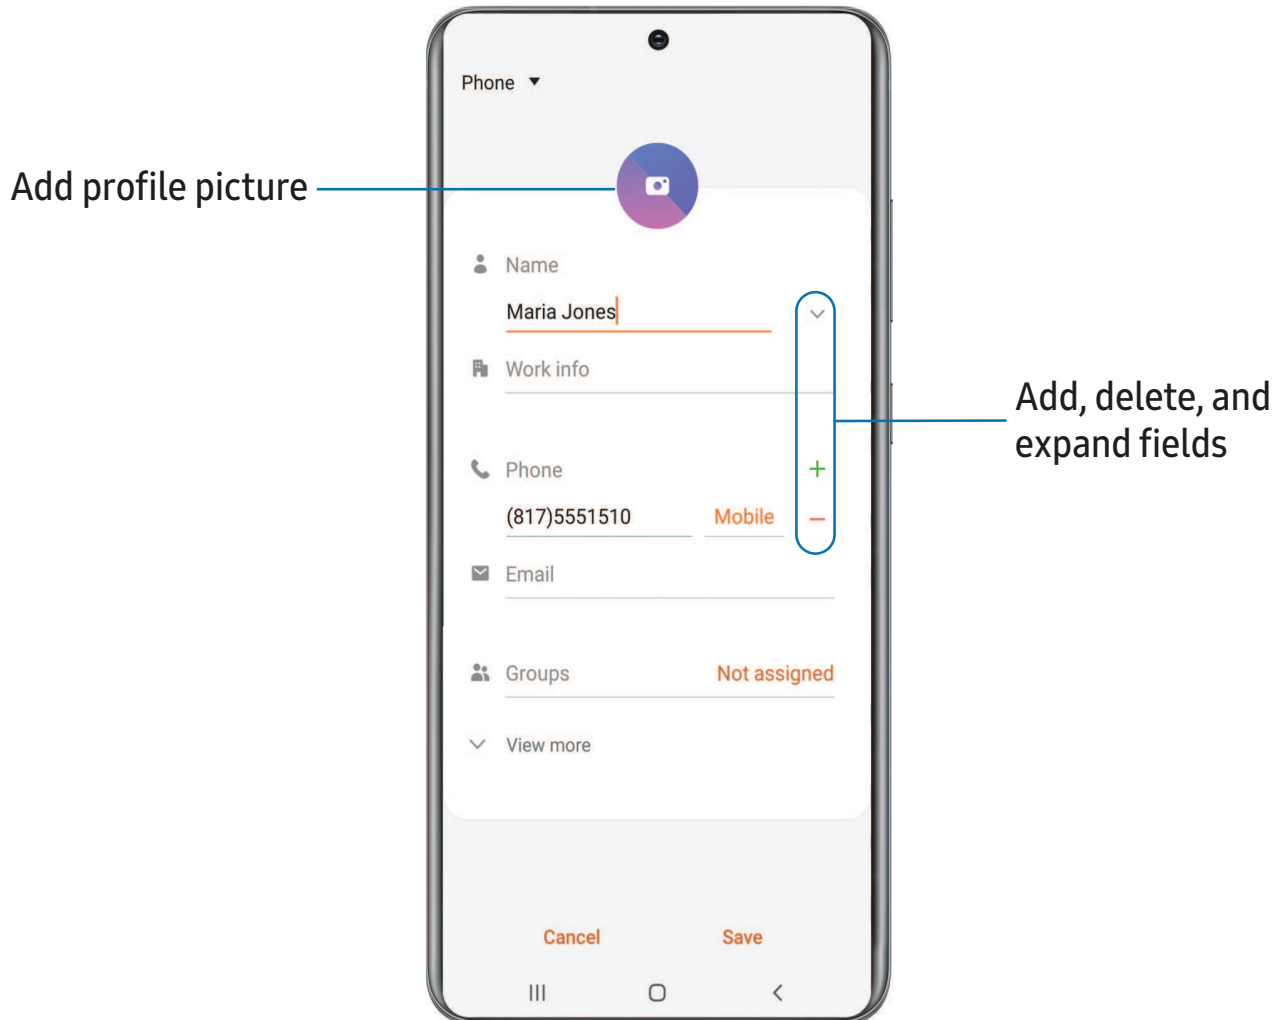 Phone
Add profile picture
Name
Maria Jones
Work info
Add, delete, and
expand fields
Phone
(817)5551510 Mobile
Email
Groups Not assigned
View more
Cancel Save